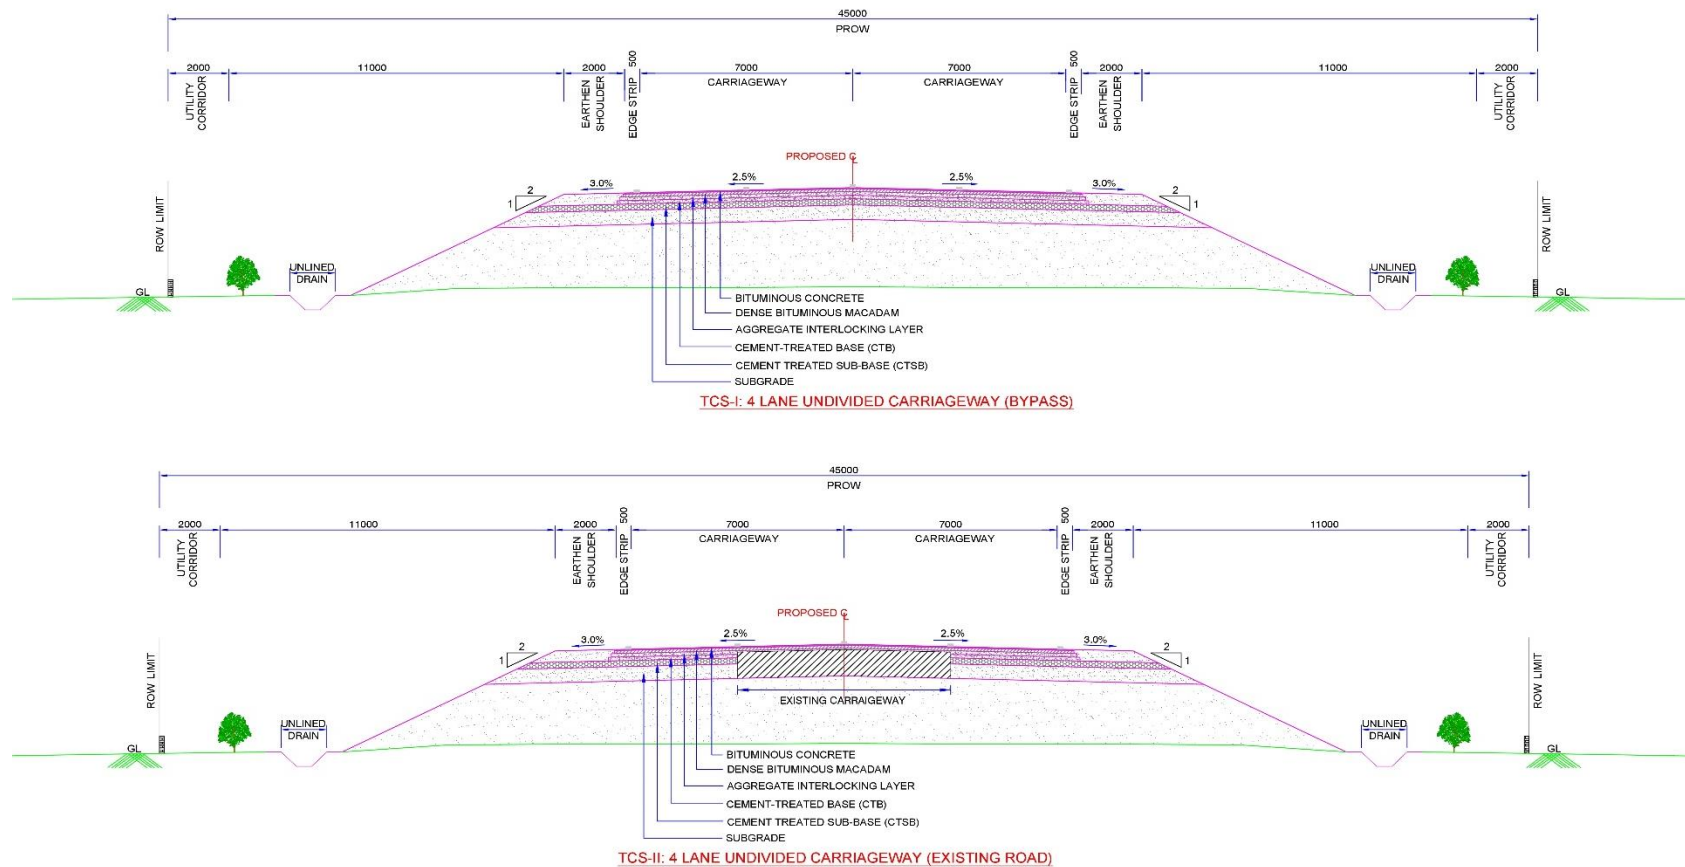 45000
PROW
2000
11000
2000
500
7000
7000
500
2000
11000
2000
UTILITY
CORRIDOR
EARTHEN
SHOULDER
EDGE STRIP
CARRIAGEWAY
CARRIAGEWAY
EDGE STRIP
EARTHEN
SHOULDER
UTILITY
CORRIDOR
PROPOSED ℄
2
1
3.0%
2.5%
2.5%
3.0%
2
1
ROW LIMIT
ROW LIMIT
UNLINED
DRAIN
UNLINED
DRAIN
GL
GL
BITUMINOUS CONCRETE
DENSE BITUMINOUS MACADAM
AGGREGATE INTERLOCKING LAYER
CEMENT-TREATED BASE (CTB)
CEMENT TREATED SUB-BASE (CTSB)
SUBGRADE
TCS-I: 4 LANE UNDIVIDED CARRIAGEWAY (BYPASS)
45000
PROW
2000
11000
2000
500
7000
7000
500
2000
11000
2000
UTILITY
CORRIDOR
EARTHEN
SHOULDER
EDGE STRIP
CARRIAGEWAY
CARRIAGEWAY
EDGE STRIP
EARTHEN
SHOULDER
UTILITY
CORRIDOR
PROPOSED ℄
2
1
3.0%
2.5%
2.5%
3.0%
2
1
ROW LIMIT
ROW LIMIT
EXISTING CARRAIGEWAY
UNLINED
DRAIN
UNLINED
DRAIN
GL
GL
BITUMINOUS CONCRETE
DENSE BITUMINOUS MACADAM
AGGREGATE INTERLOCKING LAYER
CEMENT-TREATED BASE (CTB)
CEMENT TREATED SUB-BASE (CTSB)
SUBGRADE
TCS-II: 4 LANE UNDIVIDED CARRIAGEWAY (EXISTING ROAD)